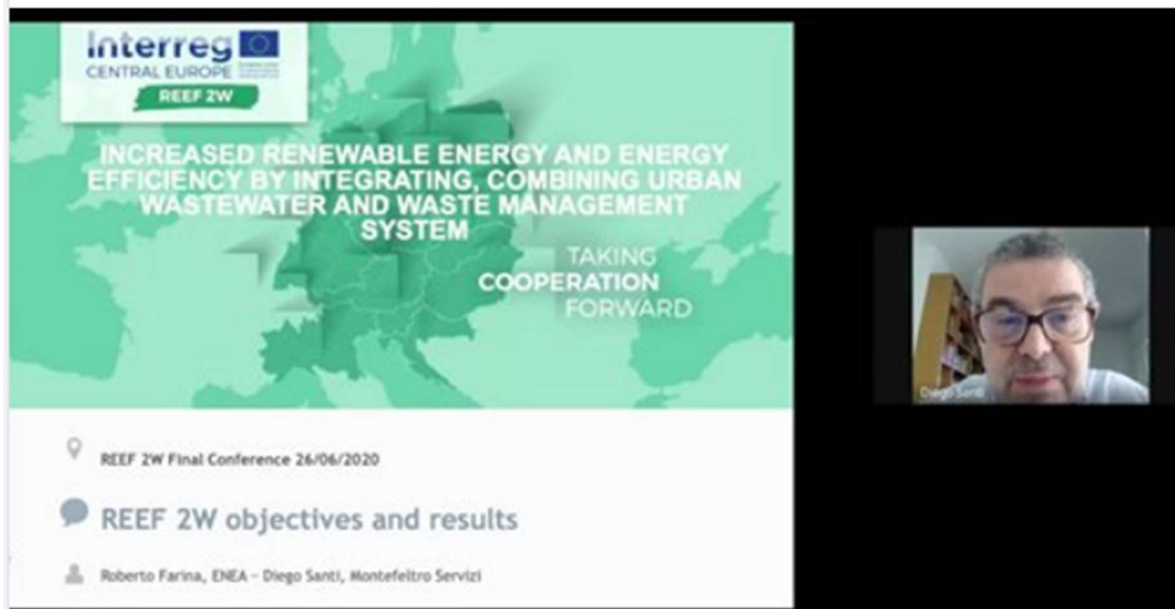 Interreg
CENTRAL EUROPE
REEF 2W
INCREASED RENEWABLE ENERGY AND ENERGY
EFFICIENCY BY INTEGRATING, COMBINING URBAN
WASTEWATER AND WASTE MANAGEMENT
SYSTEM
TAKING
COOPERATION
FORWARD
Diego Santi
REEF 2W Final Conference 26/06/2020
REEF 2W objectives and results
Roberto Farina, ENEA - Diego Santi, Montefeltro Servizi